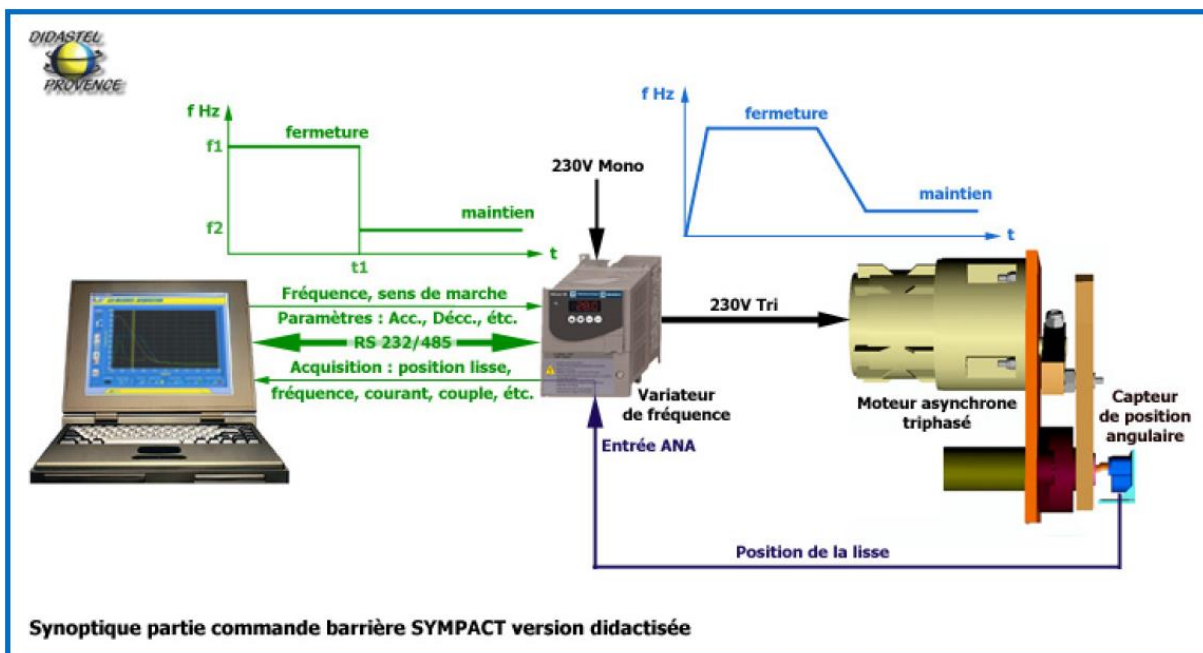 DIDASTEL
PROVENCE
f Hz
f1
fermeture
f2
maintien
t1
t
230V Mono
f Hz
fermeture
maintien
t
Fréquence, sens de marche
Paramètres : Acc., Décc., étc.
RS 232/485
Acquisition : position lisse,
fréquence, courant, couple, étc.
230V Tri
Variateur
de fréquence
Entrée ANA
Moteur asynchrone
triphasé
Capteur
de position
angulaire
Position de la lisse
Synoptique partie commande barrière SYMPACT version didactisée